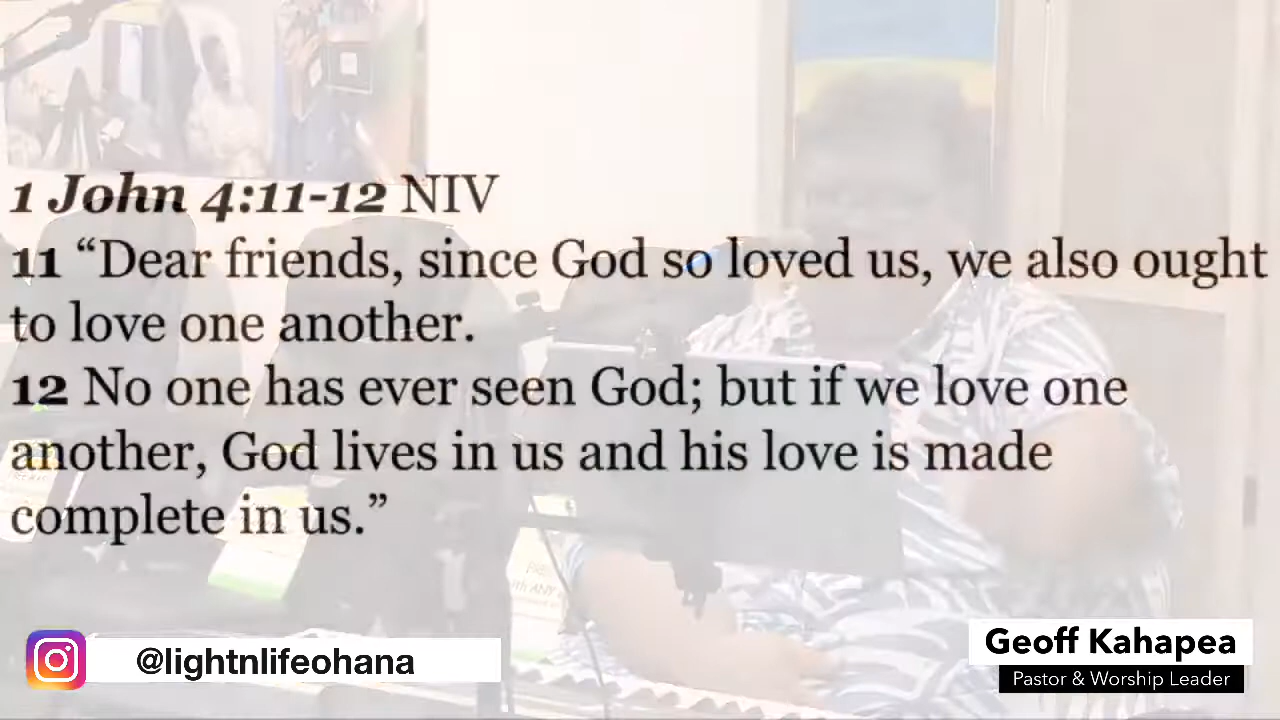 1 John 4:11-12 NIV
11 “Dear friends, since God so loved us, we also ought
to love one another.
12 No one has ever seen God; but if we love one
another, God lives in us and his love is made
complete in us.”
@lightnlifeohana
Geoff Kahapea
Pastor & Worship Leader